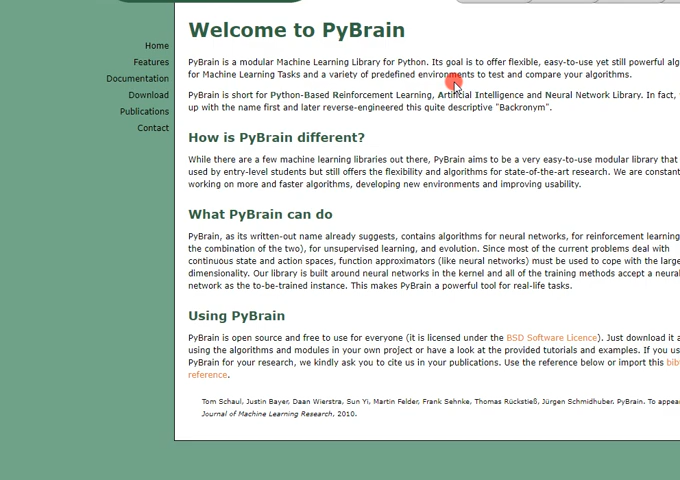 Home
Features
Documentation
Download
Publications
Contact
Welcome to PyBrain
PyBrain is a modular Machine Learning Library for Python. Its goal is to offer flexible, easy-to-use yet still powerful
for Machine Learning Tasks and a variety of predefined environments to test and compare your algorithms.
PyBrain is short for Python-Based Reinforcement Learning, Artificial Intelligence and Neural Network Library. In fact,
up with the name first and later reverse-engineered this quite descriptive "Backronym".
How is PyBrain different?
While there are a few machine learning libraries out there, PyBrain aims to be a very easy-to-use modular library that
used by entry-level students but still offers the flexibility and algorithms for state-of-the-art research. We are
working on more and faster algorithms, developing new environments and improving usability.
What PyBrain can do
PyBrain, as its written-out name already suggests, contains algorithms for neural networks, for reinforcement learning
the combination of the two), for unsupervised learning, and evolution. Since most of the current problems deal with
continuous state and action spaces, function approximators (like neural networks) must be used to cope with the
dimensionality. Our library is built around neural networks in the kernel and all of the training methods accept a
network as the to-be-trained instance. This makes PyBrain a powerful tool for real-life tasks.
Using PyBrain
PyBrain is open source and free to use for everyone (it is licensed under the BSD Software Licence). Just download it
using the algorithms and modules in your own project or have a look at the provided tutorials and examples. If you
PyBrain for your research, we kindly ask you to cite us in your publications. Use the reference below or import this
reference.
Tom Schaul, Justin Bayer, Daan Wierstra, Sun Yi, Martin Felder, Frank Sehnke, Thomas Rückstieß, Jürgen Schmidhuber. PyBrain. To
Journal of Machine Learning Research, 2010.